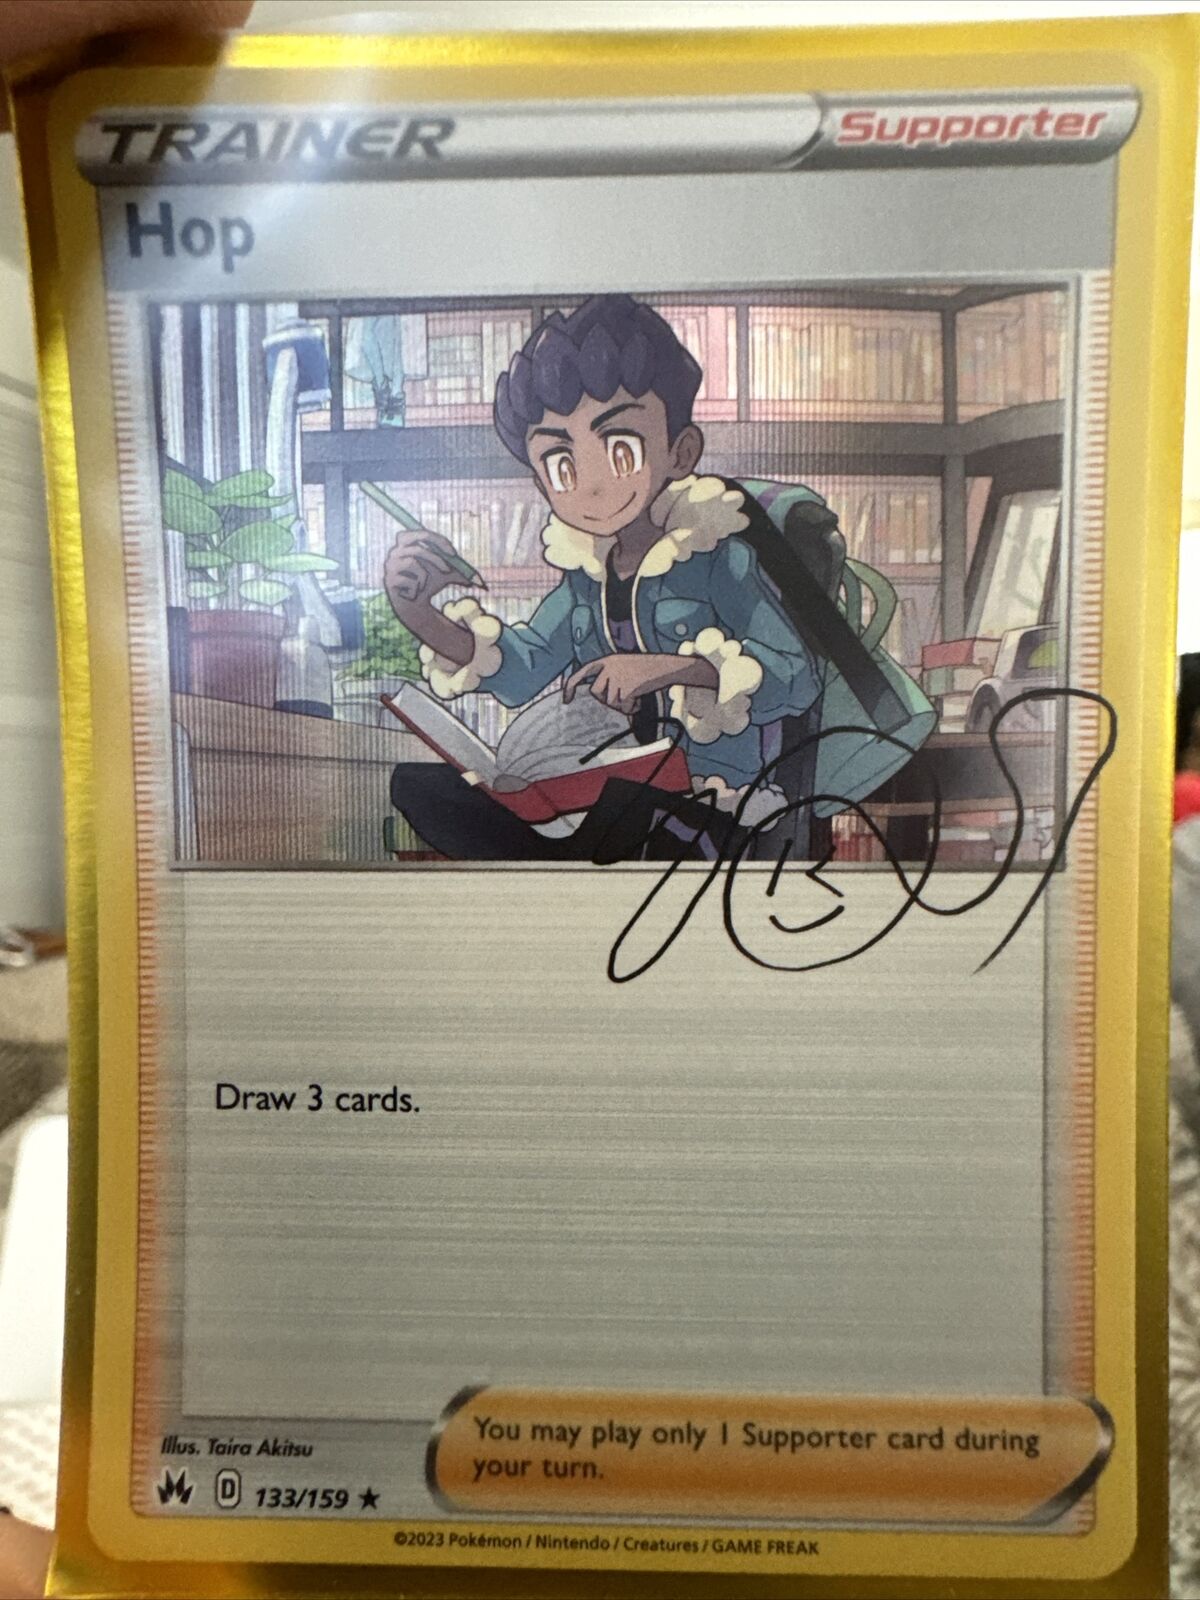 TRAINER
Supporter
Hop
Draw 3 cards.
You may play only 1 Supporter card during
your turn.
Illus. Taira Akitsu
D 133/159 ★
©2023 Pokémon / Nintendo / Creatures / GAME FREAK